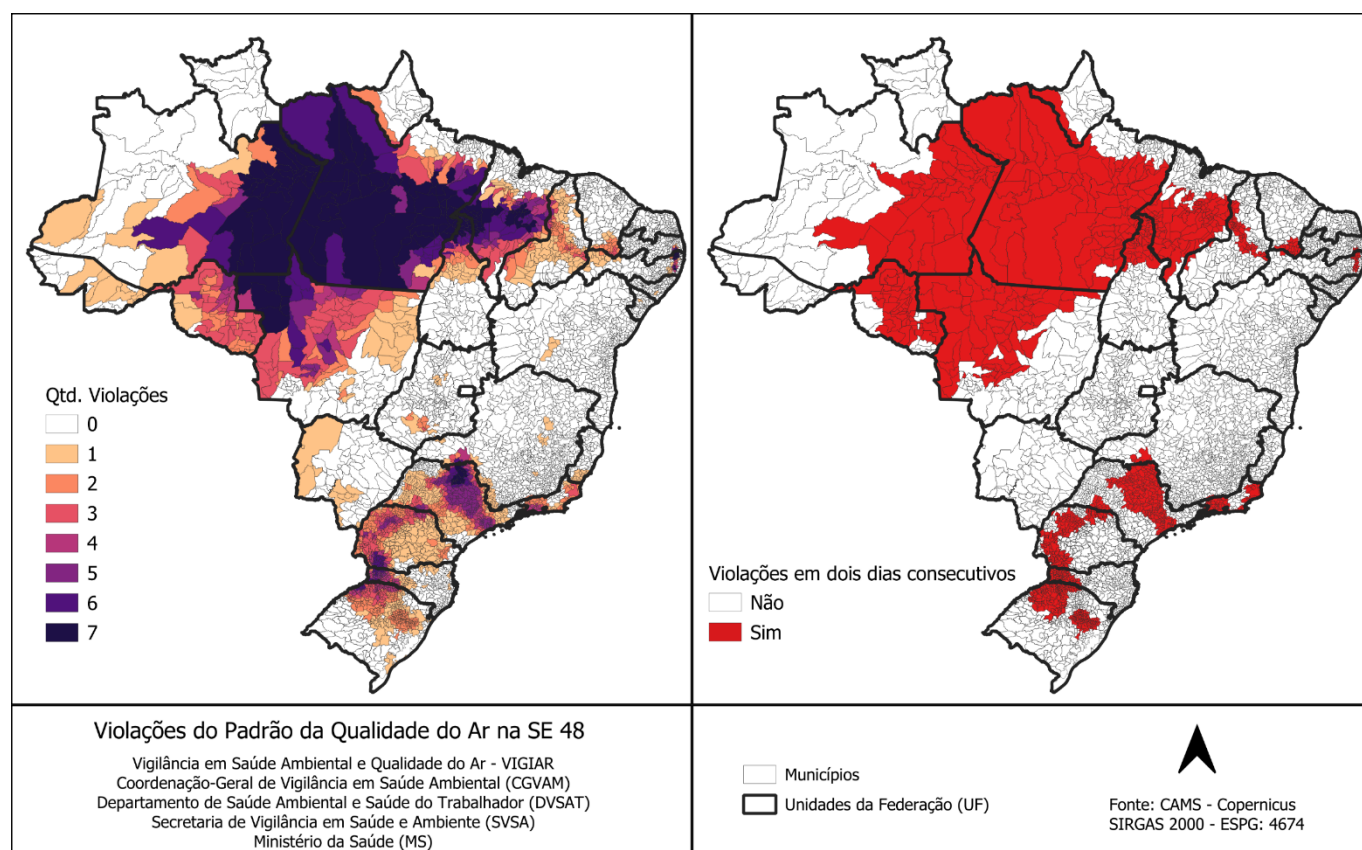 Qtd. Violações
0
1
2
3
4
5
6
7
Violações em dois dias consecutivos
Não
Sim
Violações do Padrão da Qualidade do Ar na SE 48
Vigilância em Saúde Ambiental e Qualidade do Ar - VIGIAR
Coordenação-Geral de Vigilância em Saúde Ambiental (CGVAM)
Departamento de Saúde Ambiental e Saúde do Trabalhador (DVSAT)
Secretaria de Vigilância em Saúde e Ambiente (SVSA)
Ministério da Saúde (MS)
Municípios
Unidades da Federação (UF)
Fonte: CAMS - Copernicus
SIRGAS 2000 - ESPG: 4674